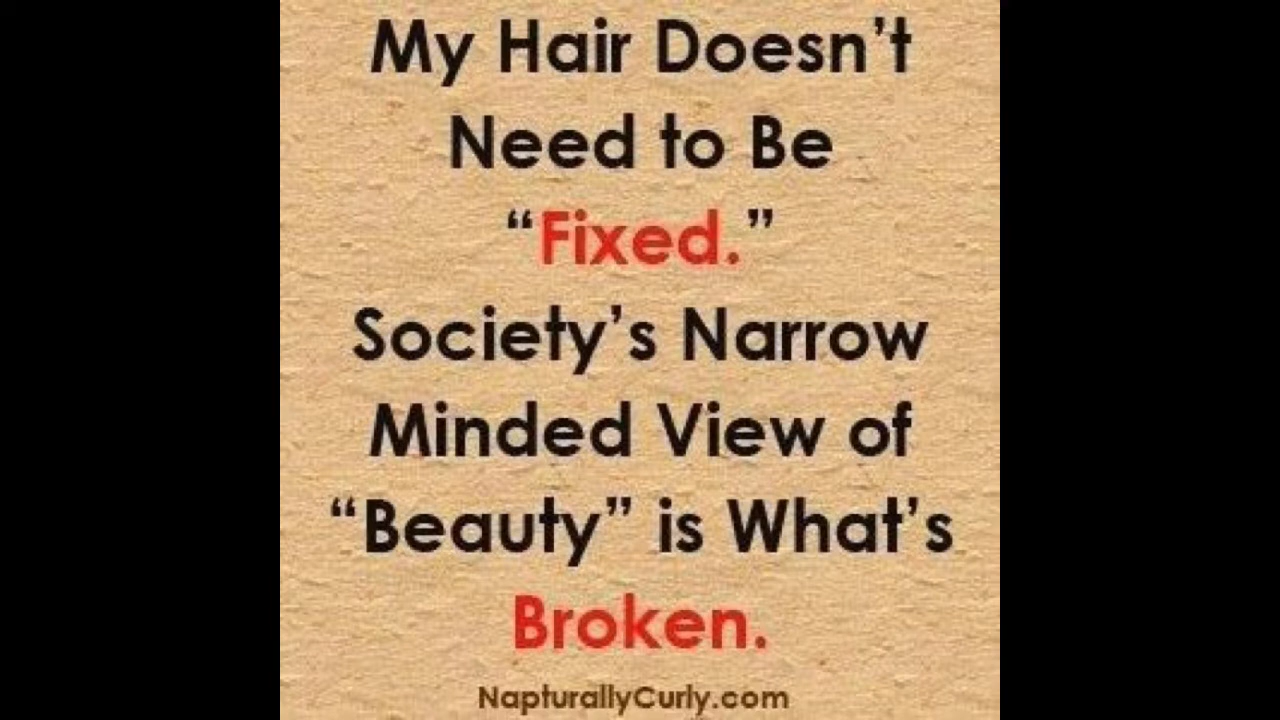 My Hair Doesn’t
Need to Be
“Fixed.”
Society’s Narrow
Minded View of
“Beauty” is What’s
Broken.
NapturallyCurly.com